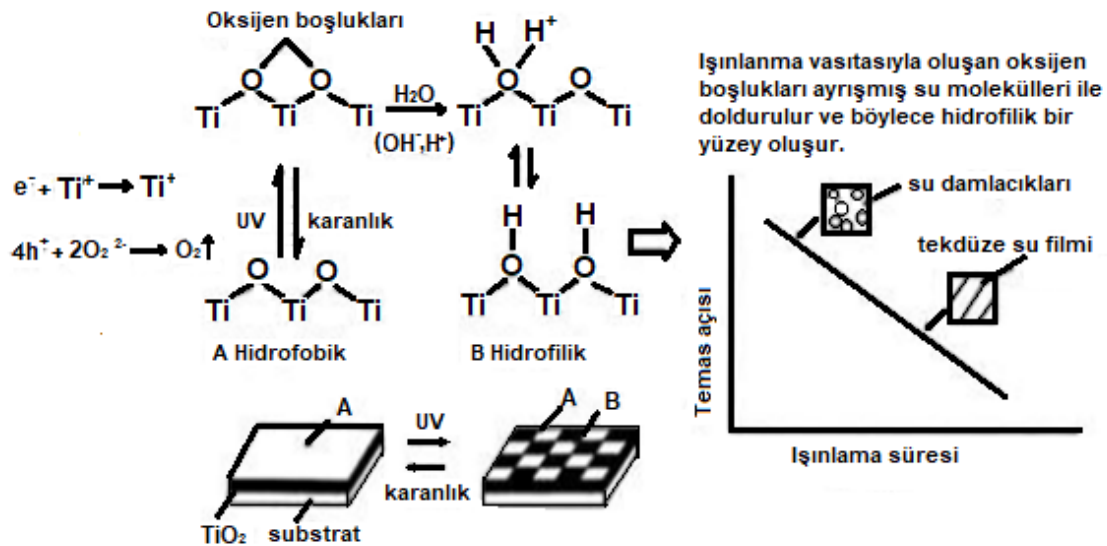 Oksijen boşlukları
O O
Ti Ti Ti
H₂O
(OH⁻,H⁺)
H H⁺
O O
Ti Ti Ti
e⁻ + Ti⁺ → Ti⁺
4h⁺ + 2O₂ ²⁻ → O₂↑
UV
karanlık
O O
Ti Ti Ti
A Hidrofobik
H H
O O
Ti Ti Ti
B Hidrofilik
A
TiO₂
substrat
UV
karanlık
A B
Işınlanma vasıtasıyla oluşan oksijen
boşlukları ayrışmış su molekülleri ile
doldurulur ve böylece hidrofilik bir
yüzey oluşur.
su damlacıkları
tekdüze su filmi
Temas açısı
Işınlama süresi